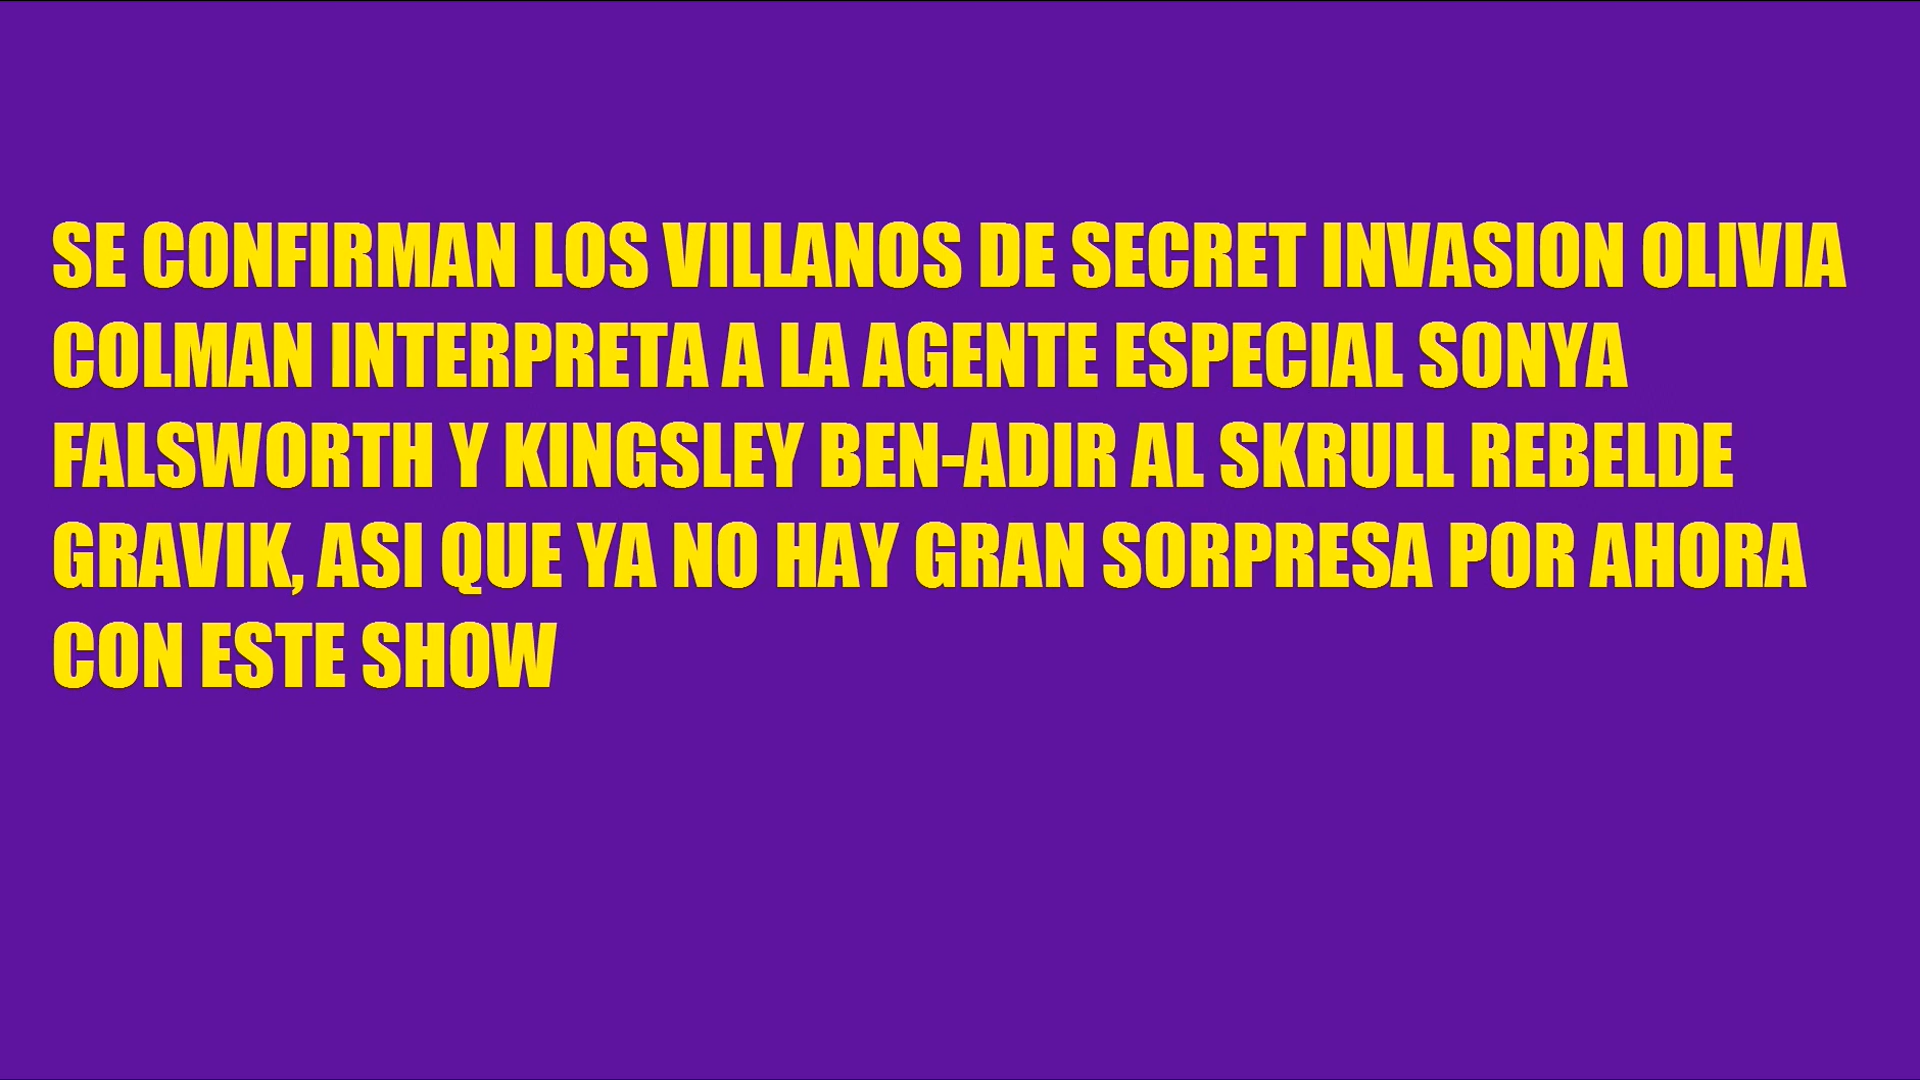 SE CONFIRMAN LOS VILLANOS DE SECRET INVASION OLIVIA
COLMAN INTERPRETA A LA AGENTE ESPECIAL SONYA
FALSWORTH Y KINGSLEY BEN-ADIR AL SKRULL REBELDE
GRAVIK, ASI QUE YA NO HAY GRAN SORPRESA POR AHORA
CON ESTE SHOW